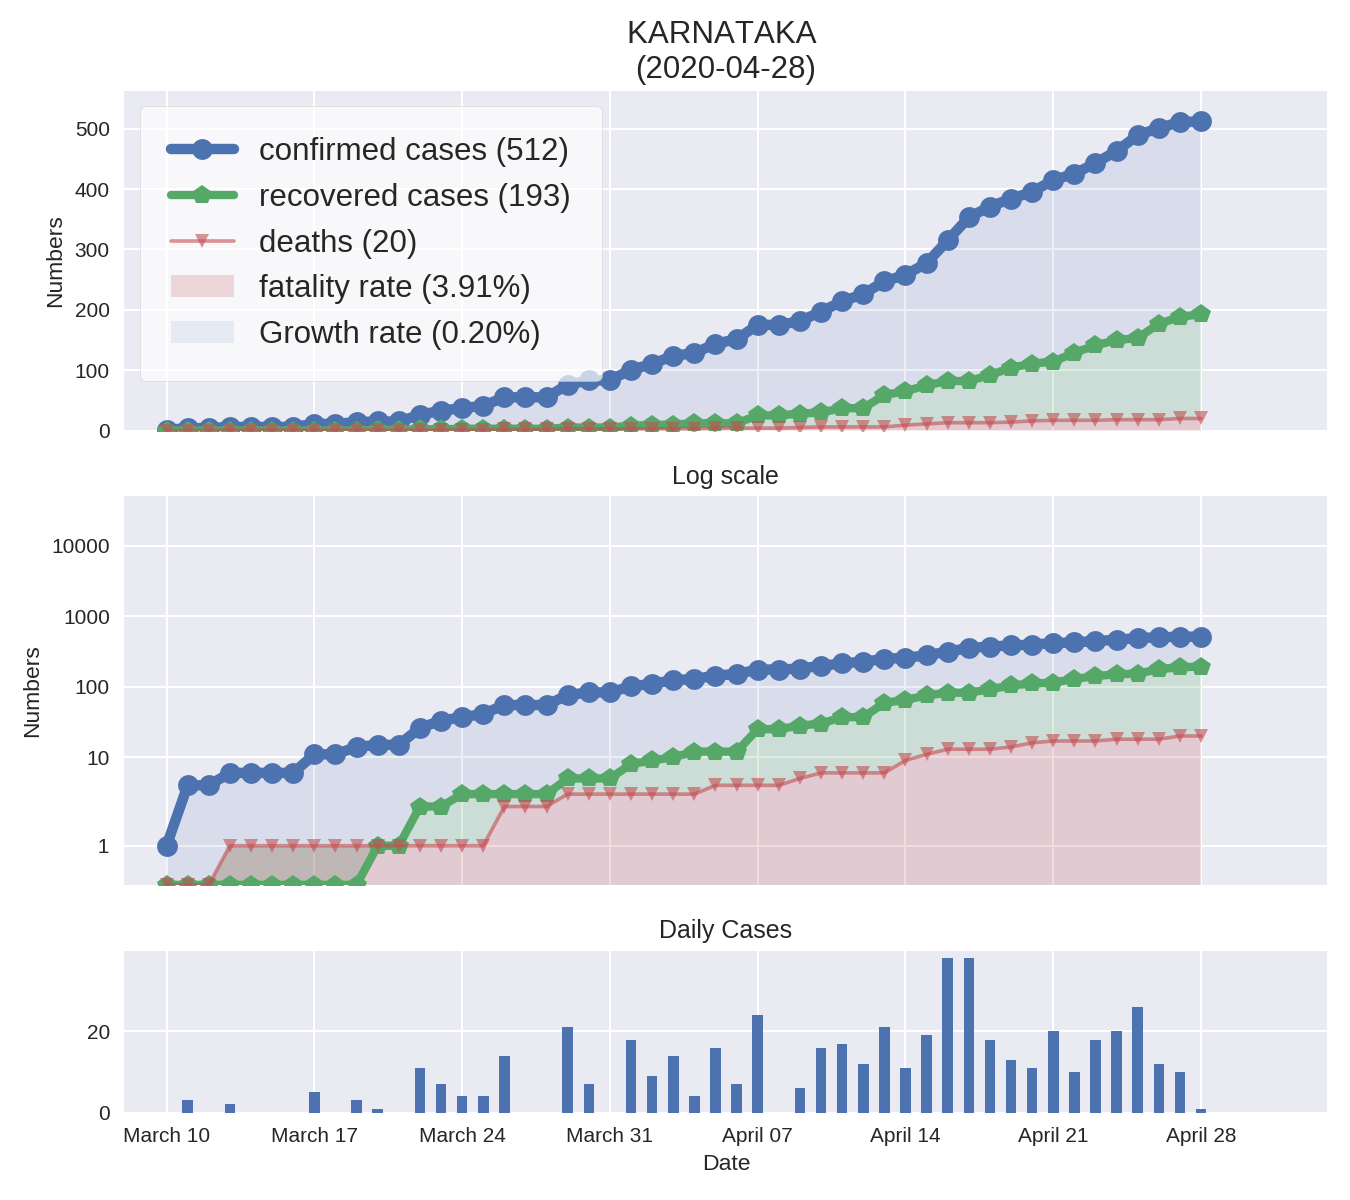 KARNATAKA
(2020-04-28)
500
400
300
200
100
0
Numbers
confirmed cases (512)
recovered cases (193)
deaths (20)
fatality rate (3.91%)
Growth rate (0.20%)
Log scale
10000
1000
100
10
1
Numbers
Daily Cases
20
0
March 10 March 17 March 24 March 31 April 07 April 14 April 21 April 28
Date